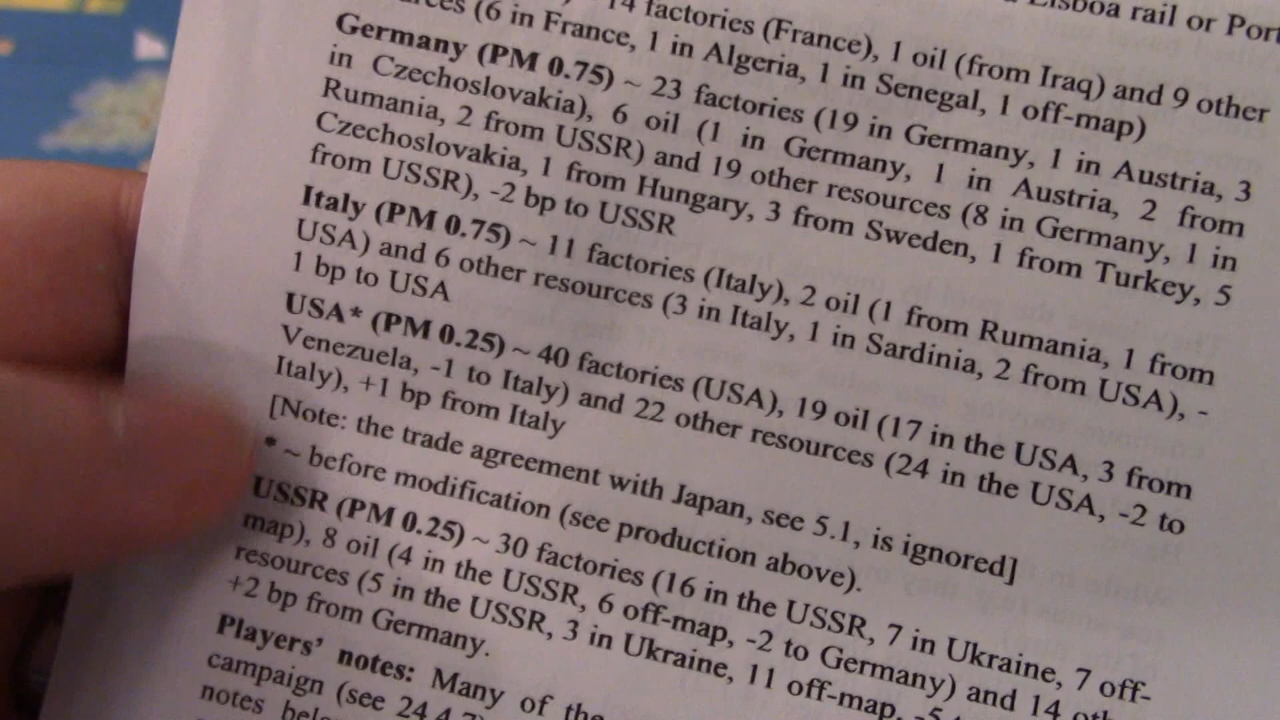 Lisboa rail or Port
14 factories (France), 1 oil (from Iraq) and 9 other
(6 in France, 1 in Algeria, 1 in Senegal, 1 off-map)
Germany (PM 0.75) ~ 23 factories (19 in Germany, 1 in Austria, 3
in Czechoslovakia), 6 oil (1 in Germany, 1 in Austria, 2 from
Rumania, 2 from USSR) and 19 other resources (8 in Germany, 1 in
Czechoslovakia, 1 from Hungary, 3 from Sweden, 1 from Turkey, 5
from USSR), -2 bp to USSR
Italy (PM 0.75) ~ 11 factories (Italy), 2 oil (1 from Rumania, 1 from
USA) and 6 other resources (3 in Italy, 1 in Sardinia, 2 from USA), -
1 bp to USA
USA* (PM 0.25) ~ 40 factories (USA), 19 oil (17 in the USA, 3 from
Venezuela, -1 to Italy) and 22 other resources (24 in the USA, -2 to
Italy), +1 bp from Italy
[Note: the trade agreement with Japan, see 5.1, is ignored]
* ~ before modification (see production above).
USSR (PM 0.25) ~ 30 factories (16 in the USSR, 7 in Ukraine, 7 off-
map), 8 oil (4 in the USSR, 6 off-map, -2 to Germany) and 14 oth
resources (5 in the USSR, 3 in Ukraine, 11 off-map, -5
+2 bp from Germany.
Players' notes: Many of the
campaign (see 24.4.7)
notes